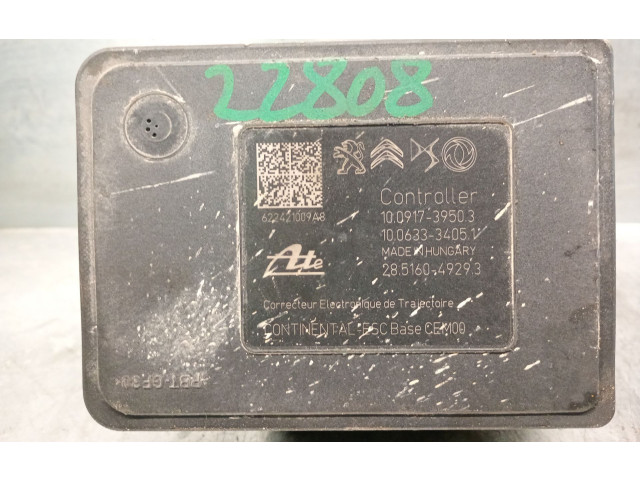 22808
622421009A8
Controller
10.0917-3950.3
10.0633-3405.1
MADE IN HUNGARY
28.5160-4929.3
Ate
Correcteur Electronique de Trajectoire
CONTINENTAL-ESC Base CEM00